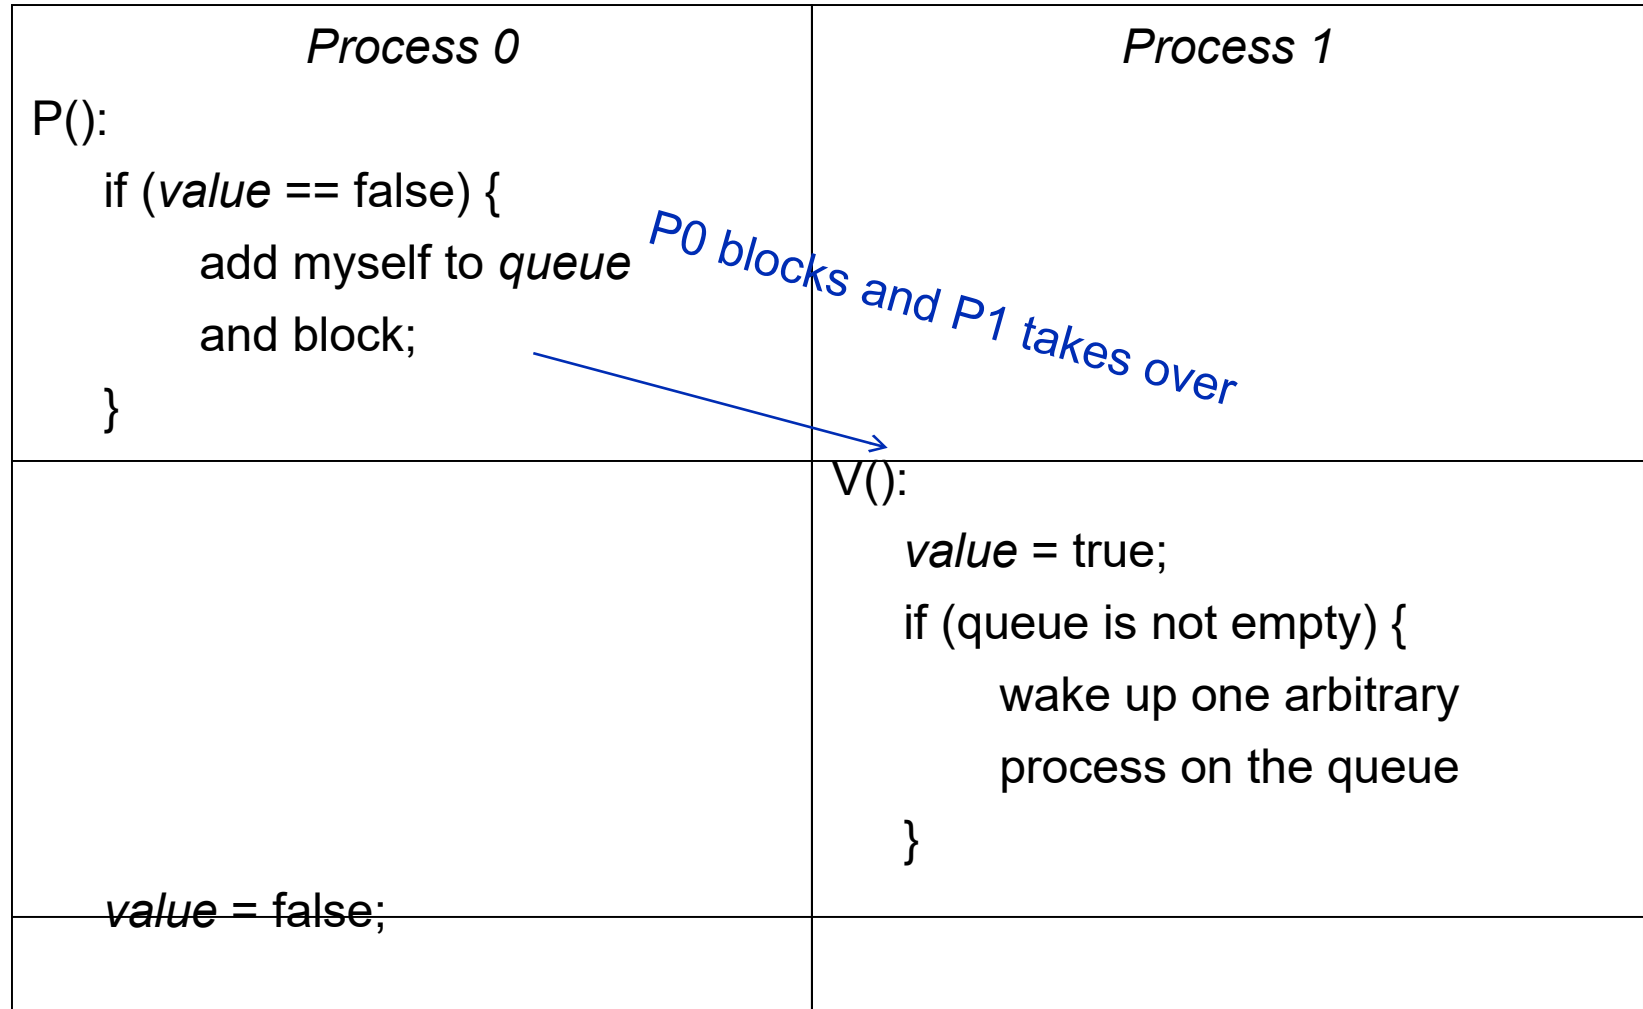 Process 0
Process 1
P():
if (value == false) {
add myself to queue
and block;
}
P0 blocks and P1 takes over
V():
value = true;
if (queue is not empty) {
wake up one arbitrary
process on the queue
}
value = false;